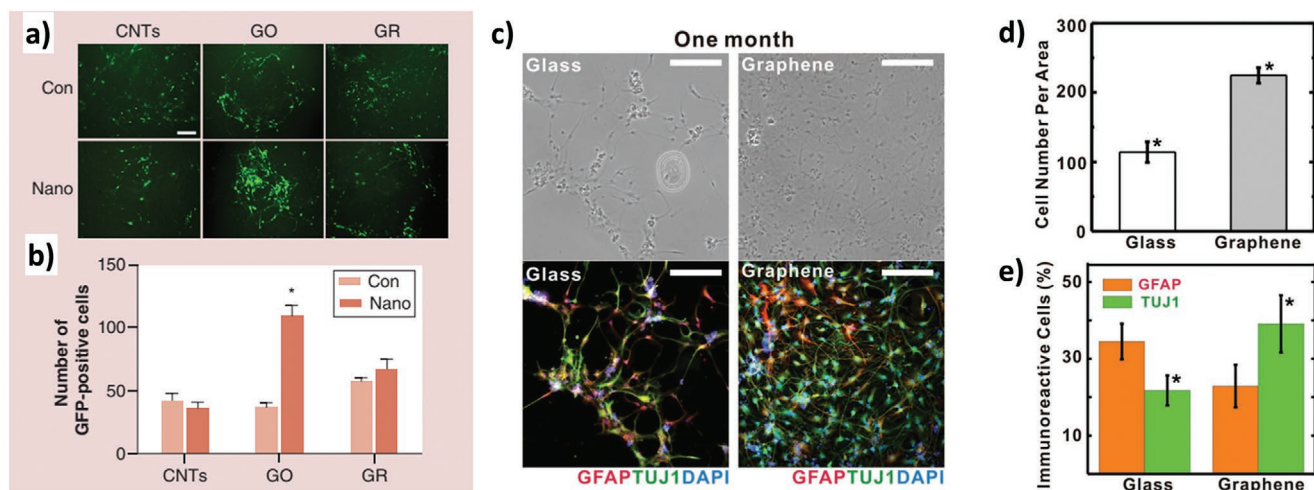 a)
CNTs GO GR
Con
Nano
b)
Number of
GFP-positive cells
150
100
50
0
Con
Nano
*
CNTs GO GR
c)
One month
Glass Graphene
Glass Graphene
GFAPTUJ1DAPI GFAPTUJ1DAPI
d)
Cell Number Per Area
300
200
100
0
* *
Glass Graphene
e)
Immunoreactive Cells (%)
50
30
10
GFAP
TUJ1
* *
Glass Graphene